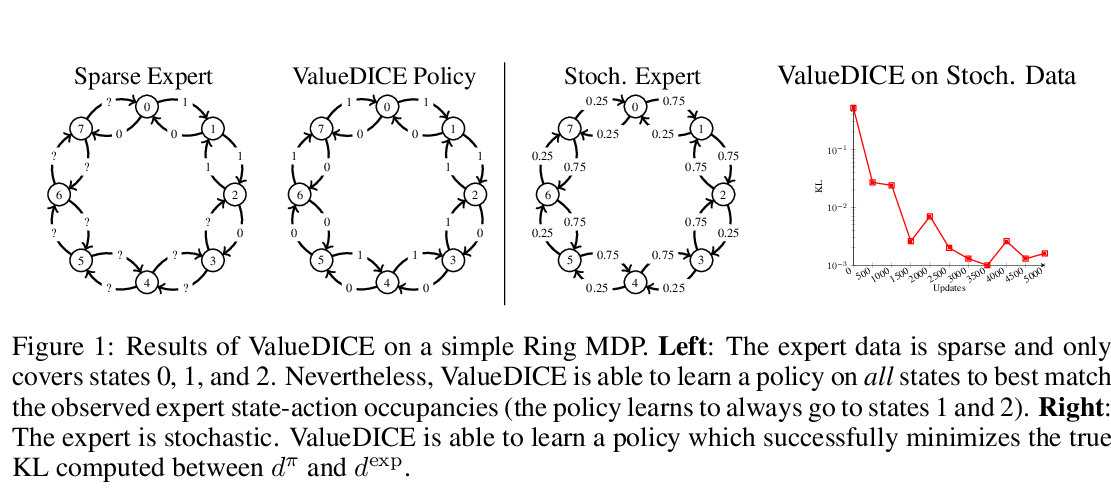 Sparse Expert
? 0 1
7 0 0 1
? 1
? 1
6 2
? ?
? 0
5 ? ? 3
? 4 ?
ValueDICE Policy
1 0 1
7 0 0 1
1 1
0 1
6 2
0 1
0 0
5 1 1 3
0 4 0
Stoch. Expert
0.25 0 0.75
7 0.25 0.25 1
0.25 0.75
0.75 0.75
6 2
0.75 0.75
0.25 0.25
5 0.75 0.75 3
0.25 4 0.25
ValueDICE on Stoch. Data
10⁻¹
10⁻²
10⁻³
KL
0 500 1000 1500 2000 2500 3000 3500 4000 4500 5000
Updates
Figure 1: Results of ValueDICE on a simple Ring MDP. Left: The expert data is sparse and only
covers states 0, 1, and 2. Nevertheless, ValueDICE is able to learn a policy on all states to best match
the observed expert state-action occupancies (the policy learns to always go to states 1 and 2). Right:
The expert is stochastic. ValueDICE is able to learn a policy which successfully minimizes the true
KL computed between d^π and d^exp.